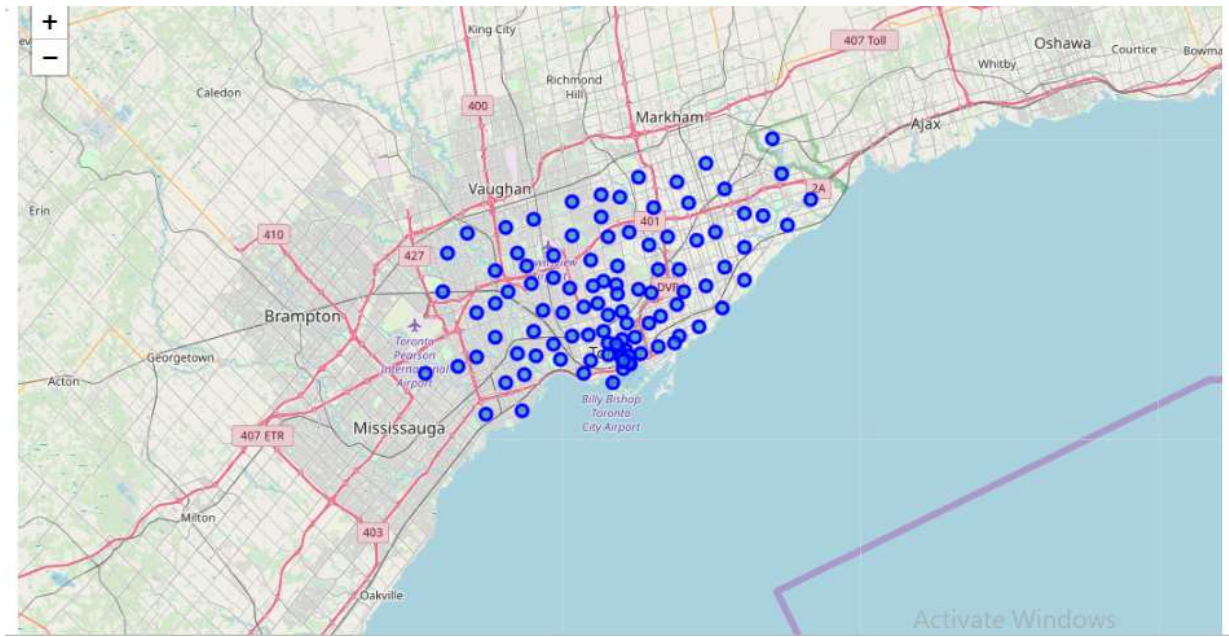 +
King City
407 Toll
Oshawa
Courtice
Bowma
Whitby
−
Richmond
Hill
Caledon
400
Markham
Ajax
Vaughan
2A
Erin
401
410
427
DVP
Brampton
Toronto
Pearson
International
Airport
Georgetown
To
Acton
Billy Bishop
Toronto
City Airport
Mississauga
407 ETR
Milton
403
Oakville
Activate Windows